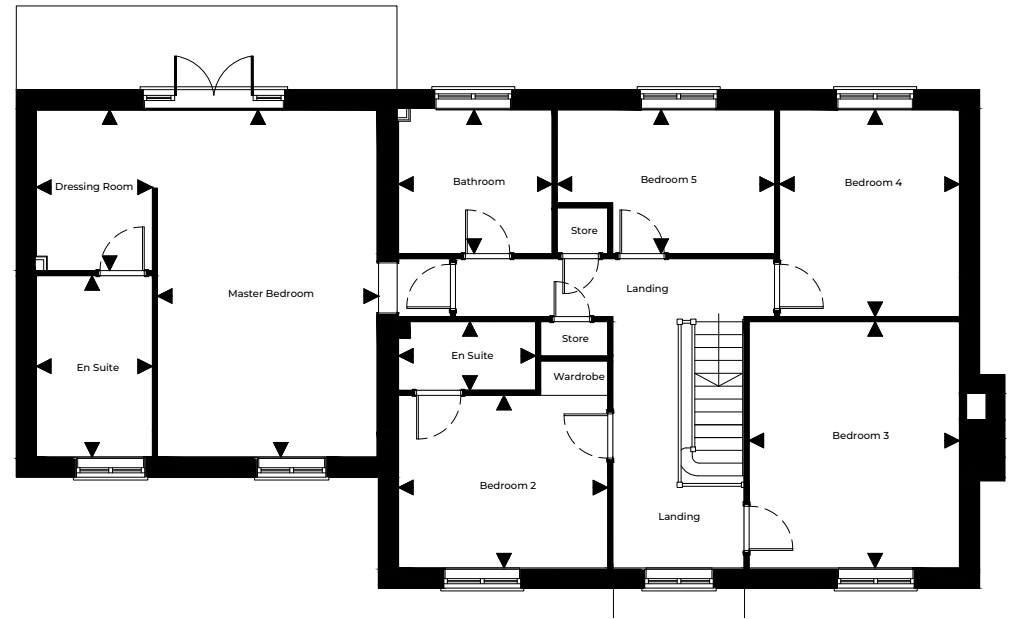 Dressing Room
Bathroom
Bedroom 5
Bedroom 4
Store
Master Bedroom
Landing
Store
En Suite
En Suite
Wardrobe
Bedroom 3
Bedroom 2
Landing